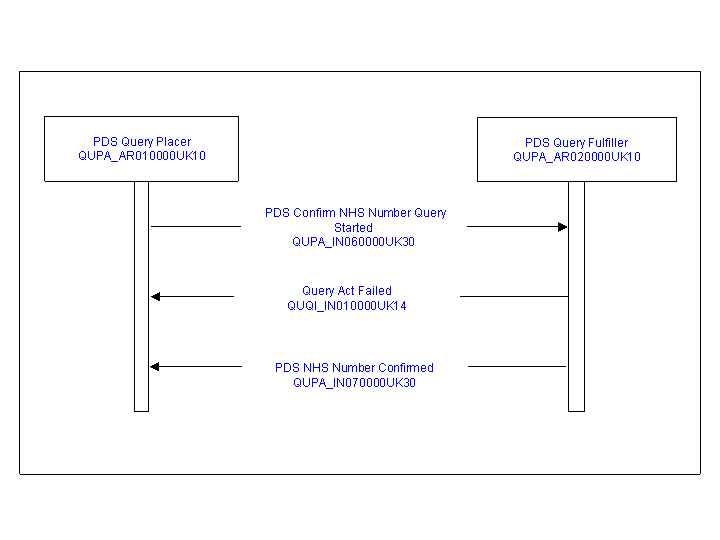 PDS Query Placer
QUPA_AR010000UK10
PDS Query Fulfiller
QUPA_AR020000UK10
PDS Confirm NHS Number Query
Started
QUPA_IN060000UK30
Query Act Failed
QUQI_IN010000UK14
PDS NHS Number Confirmed
QUPA_IN070000UK30